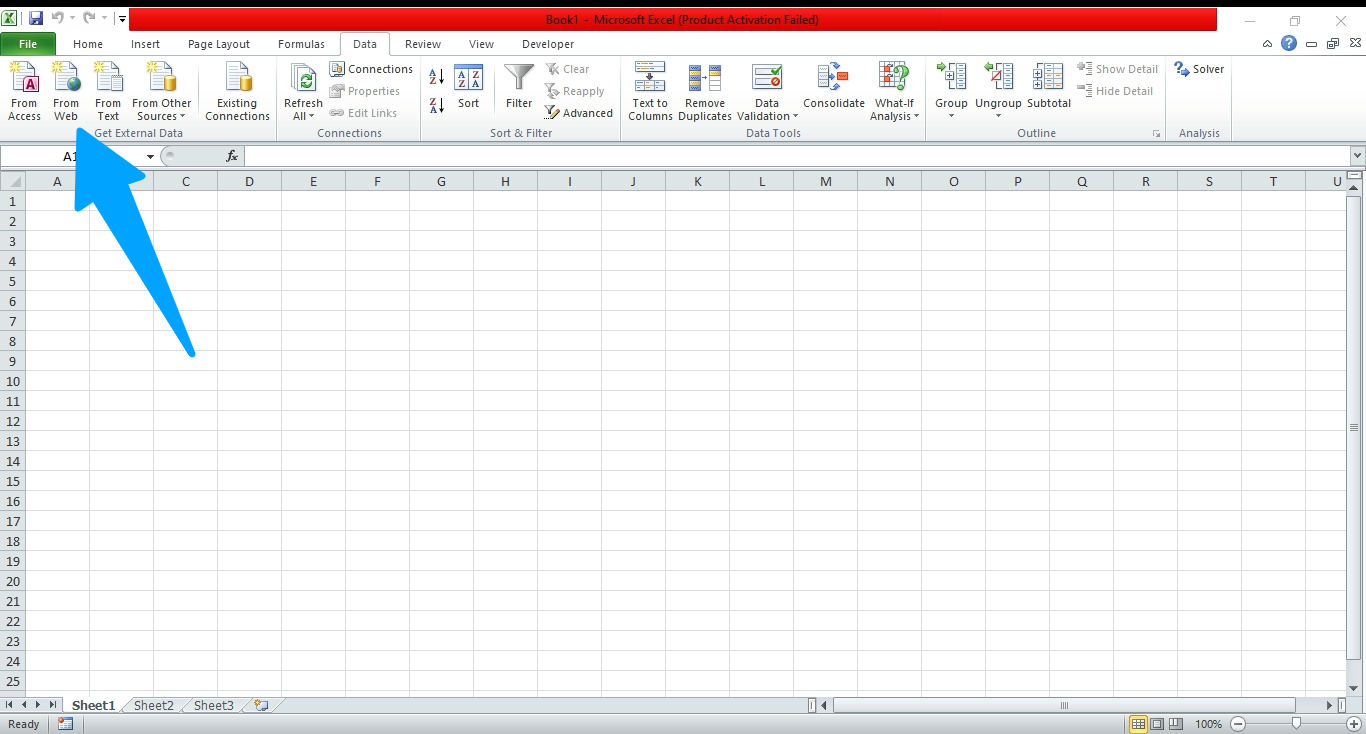 Book1 - Microsoft Excel (Product Activation Failed)
File Home Insert Page Layout Formulas Data Review View Developer
From Access
From Web
From Text
From Other Sources
Existing Connections
Get External Data
Refresh All
Connections
Properties
Edit Links
Connections
Sort
Filter
Clear
Reapply
Advanced
Sort & Filter
Text to Columns
Remove Duplicates
Data Validation
Consolidate
What-If Analysis
Data Tools
Group
Ungroup
Subtotal
Show Detail
Hide Detail
Outline
Solver
Analysis
A1 fx
A C D E F G H I J K L M N O P Q R S T U
1
2
3
4
5
6
7
8
9
10
11
12
13
14
15
16
17
18
19
20
21
22
23
24
25
Sheet1 Sheet2 Sheet3
Ready 100%